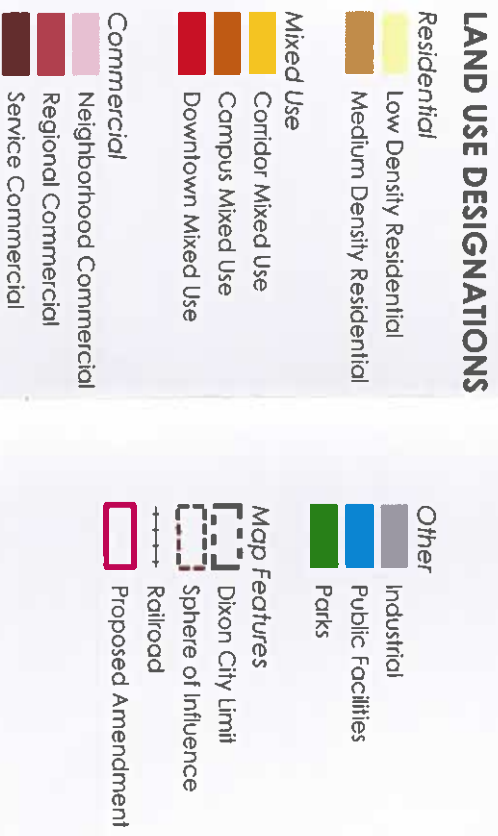 LAND USE DESIGNATIONS
Residential
Low Density Residential
Medium Density Residential
Mixed Use
Corridor Mixed Use
Campus Mixed Use
Downtown Mixed Use
Commercial
Neighborhood Commercial
Regional Commercial
Service Commercial
Other
Industrial
Public Facilities
Parks
Map Features
Dixon City Limit
Sphere of Influence
Railroad
Proposed Amendment